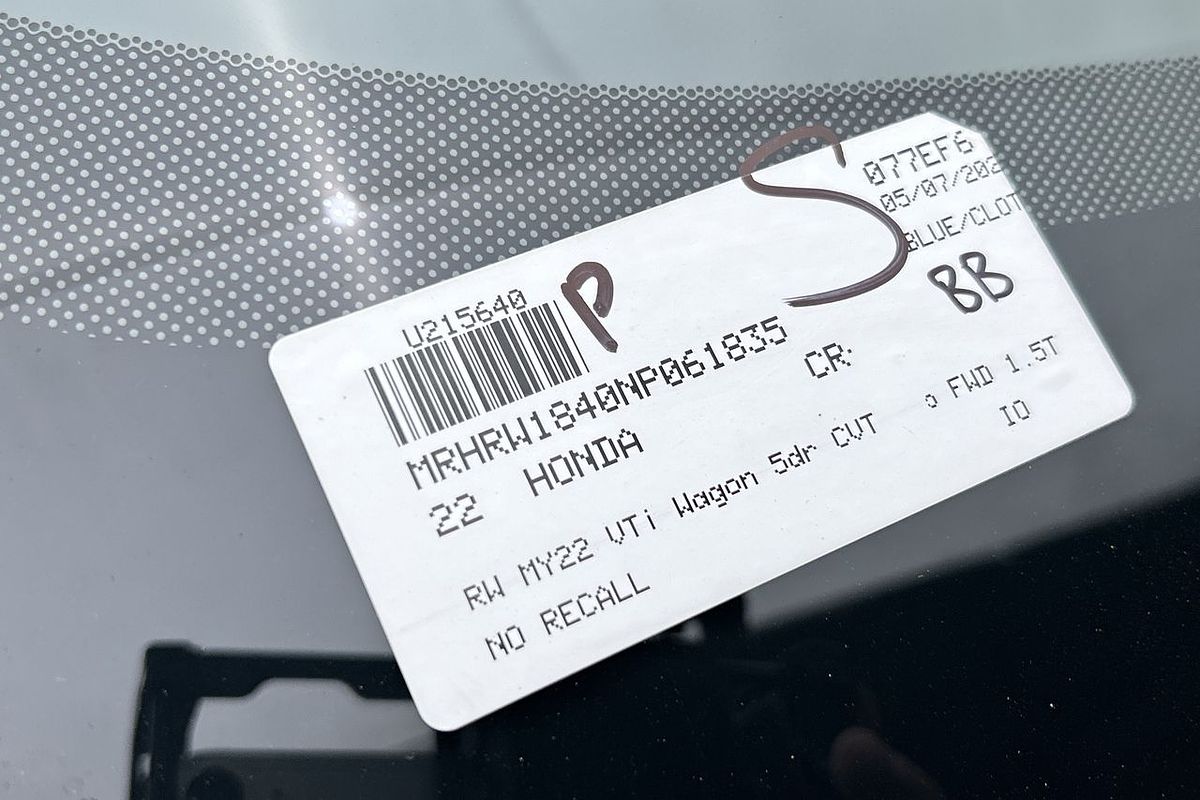 U215640 P S 077EF6
05/07/202
BLUE/CLOT
BB
MRHRW1840NP061835
22 HONDA CR-
RW MY22 VTi Wagon 5dr CVT o FWD 1.5T
NO RECALL IO